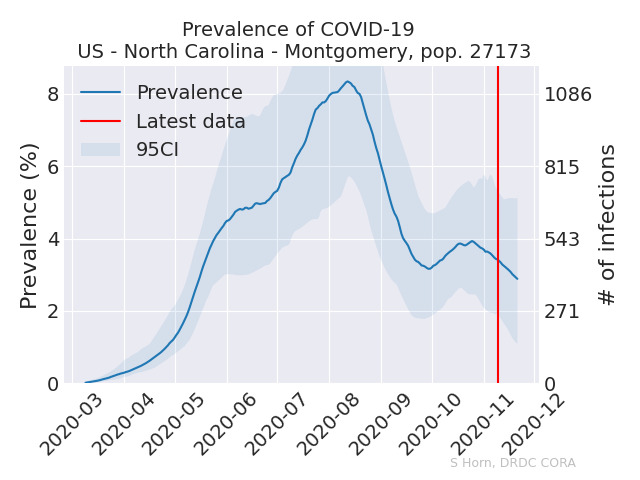 Prevalence of COVID-19
US - North Carolina - Montgomery, pop. 27173
Prevalence
Latest data
95CI
Prevalence (%)
8
6
4
2
0
1086
815
543
271
0
# of infections
2020-03
2020-04
2020-05
2020-06
2020-07
2020-08
2020-09
2020-10
2020-11
2020-12
S Horn, DRDC CORA